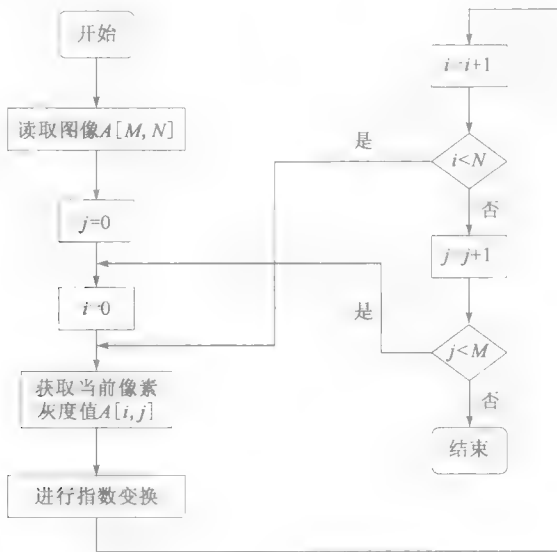 开始
读取图像A[M,N]
j=0
i=0
获取当前像素
灰度值A[i,j]
进行指数变换
i=i+1
i<N
是
否
j=j+1
j<M
是
否
结束